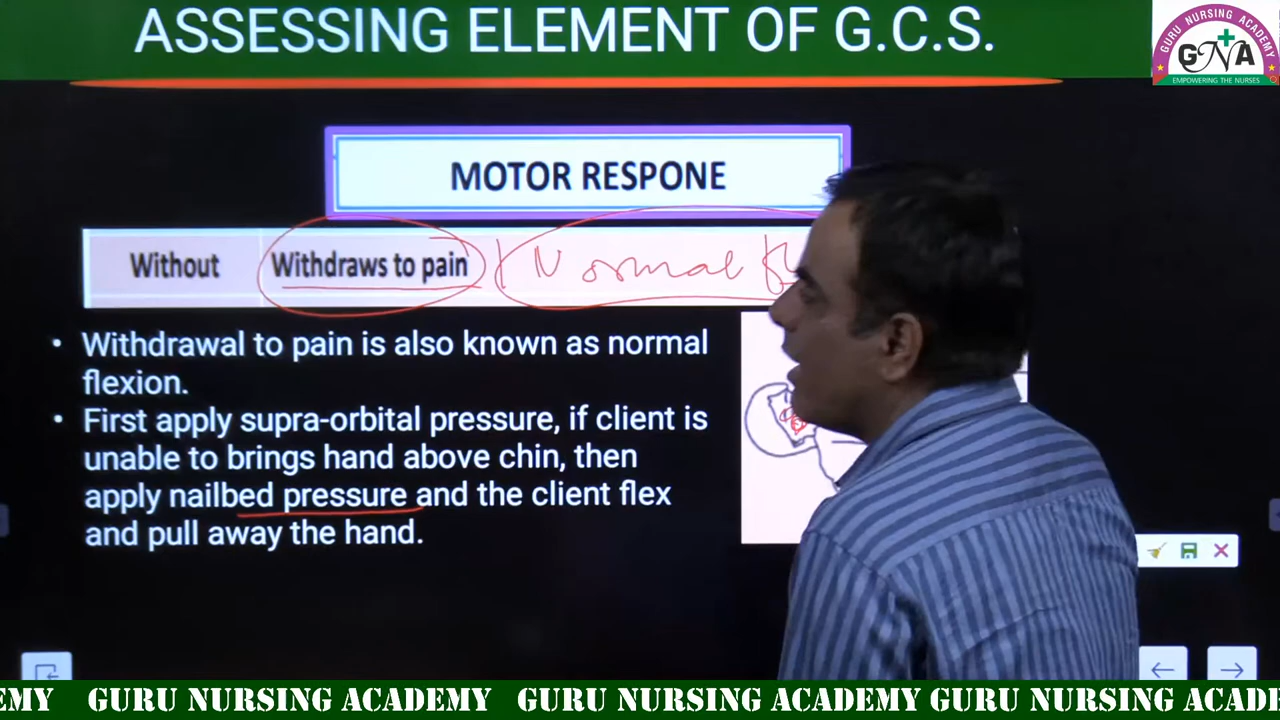 ASSESSING ELEMENT OF G.C.S.
GURU NURSING ACADEMY
GNA
EMPOWERING THE NURSES
MOTOR RESPONE
Without Withdraws to pain Normal
• Withdrawal to pain is also known as normal
flexion.
• First apply supra-orbital pressure, if client is
unable to brings hand above chin, then
apply nailbed pressure and the client flex
and pull away the hand.
EMY GURU NURSING ACADEMY GURU NURSING ACADEMY GURU NURSING ACADE